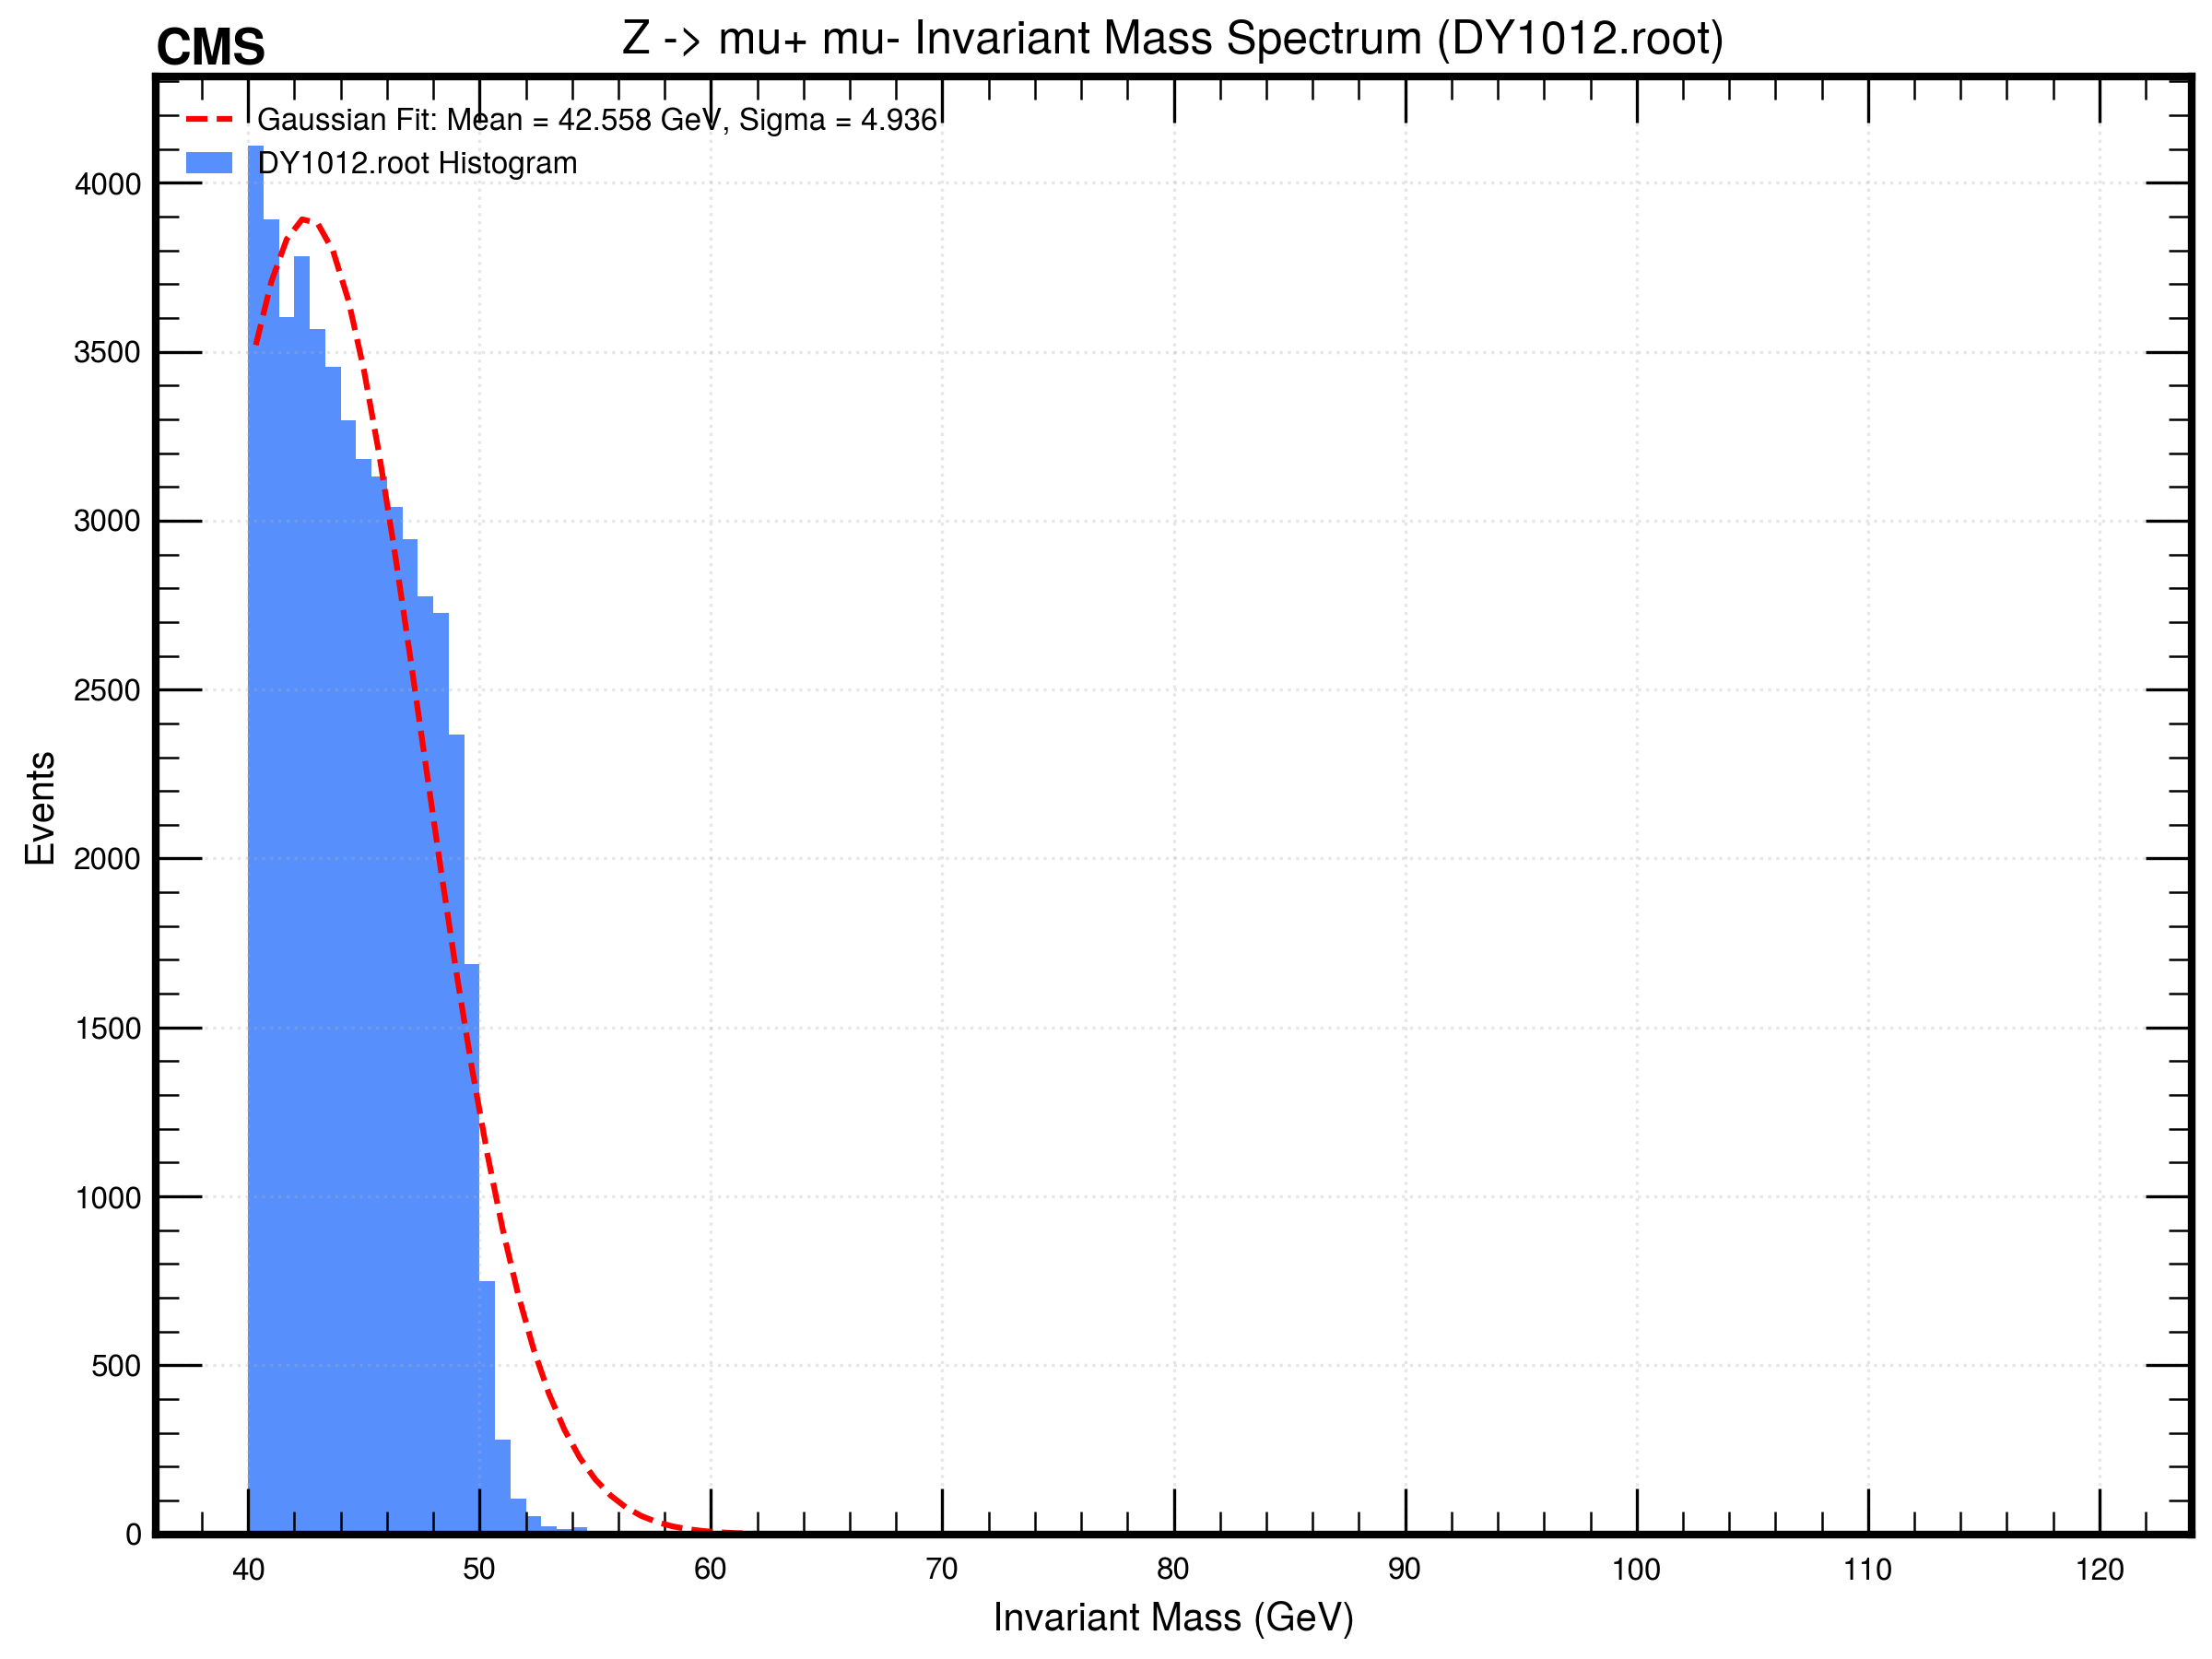 CMS
Z -> mu+ mu- Invariant Mass Spectrum (DY1012.root)
Gaussian Fit: Mean = 42.558 GeV, Sigma = 4.936
DY1012.root Histogram
4000
3500
3000
2500
2000
1500
1000
500
0
Events
40 50 60 70 80 90 100 110 120
Invariant Mass (GeV)